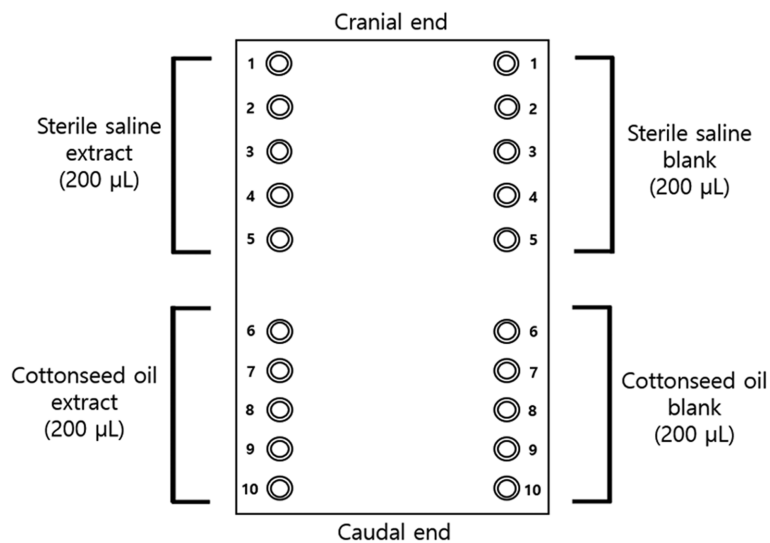 Cranial end
Sterile saline
extract
(200 µL)
1
2
3
4
5
1
2
3
4
5
Sterile saline
blank
(200 µL)
Cottonseed oil
extract
(200 µL)
6
7
8
9
10
6
7
8
9
10
Cottonseed oil
blank
(200 µL)
Caudal end